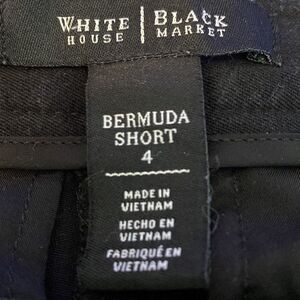 WHITE HOUSE | BLACK MARKET
BERMUDA
SHORT
4
MADE IN
VIETNAM
HECHO EN
VIETNAM
FABRIQUÉ EN
VIETNAM